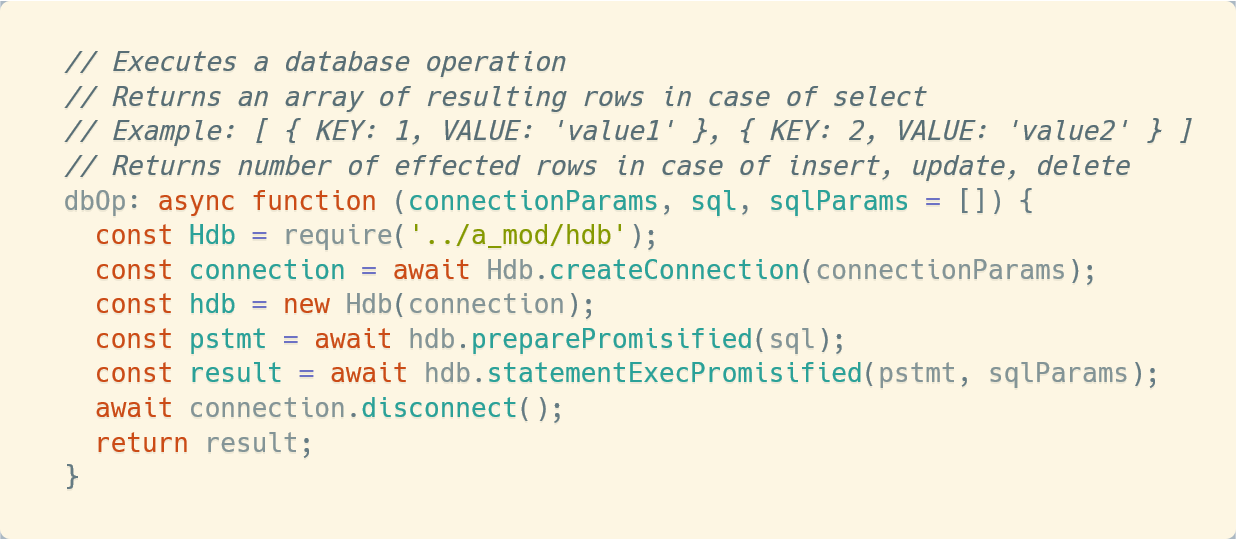 // Executes a database operation
// Returns an array of resulting rows in case of select
// Example: [ { KEY: 1, VALUE: 'value1' }, { KEY: 2, VALUE: 'value2' } ]
// Returns number of effected rows in case of insert, update, delete
dbOp: async function (connectionParams, sql, sqlParams = []) {
  const Hdb = require('../a_mod/hdb');
  const connection = await Hdb.createConnection(connectionParams);
  const hdb = new Hdb(connection);
  const pstmt = await hdb.preparePromisified(sql);
  const result = await hdb.statementExecPromisified(pstmt, sqlParams);
  await connection.disconnect();
  return result;
}